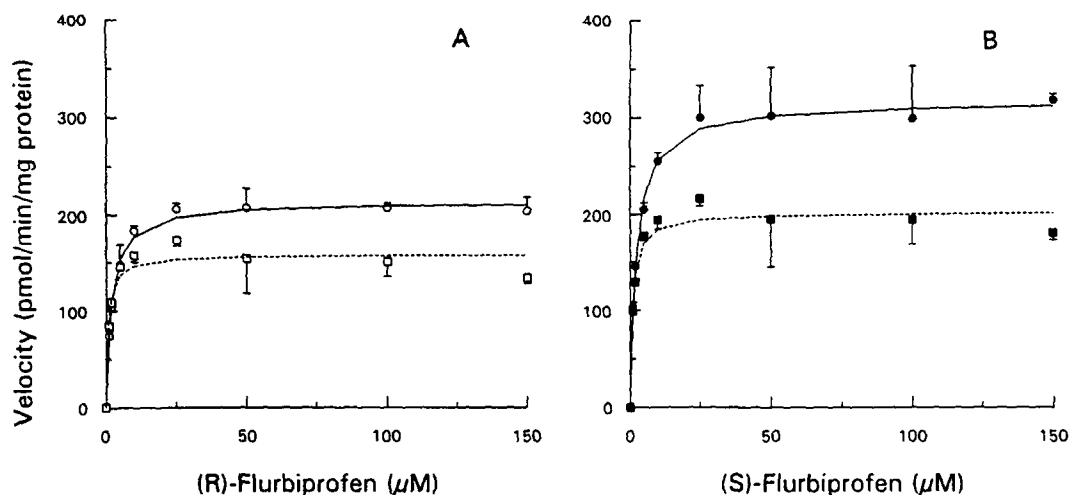 A
B
400
300
200
100
0
400
300
200
100
0
Velocity (pmol/min/mg protein)
0 50 100 150
0 50 100 150
(R)-Flurbiprofen (μM)
(S)-Flurbiprofen (μM)